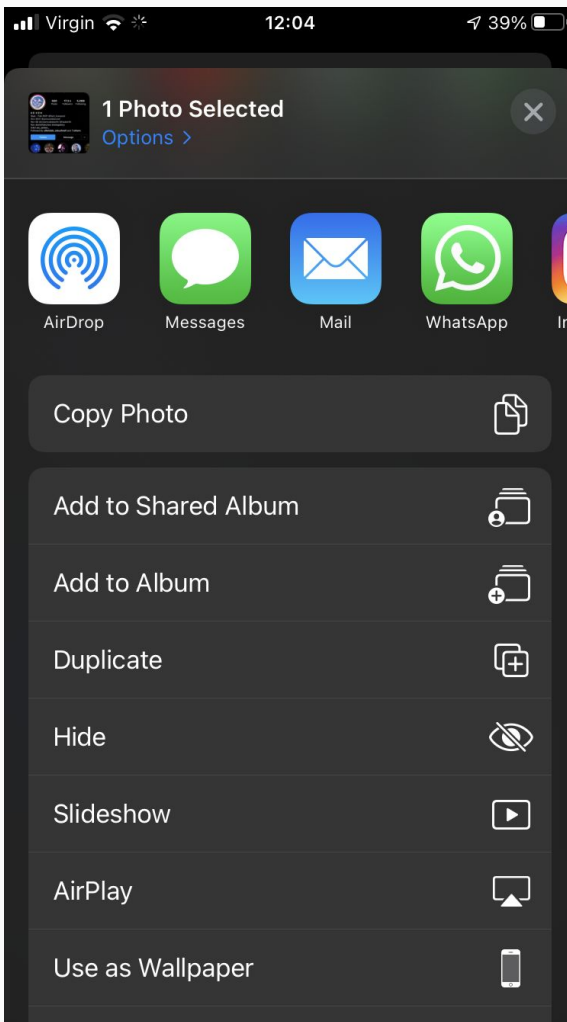 Virgin
12:04
39%
1 Photo Selected
Options >
AirDrop
Messages
Mail
WhatsApp
Copy Photo
Add to Shared Album
Add to Album
Duplicate
Hide
Slideshow
AirPlay
Use as Wallpaper